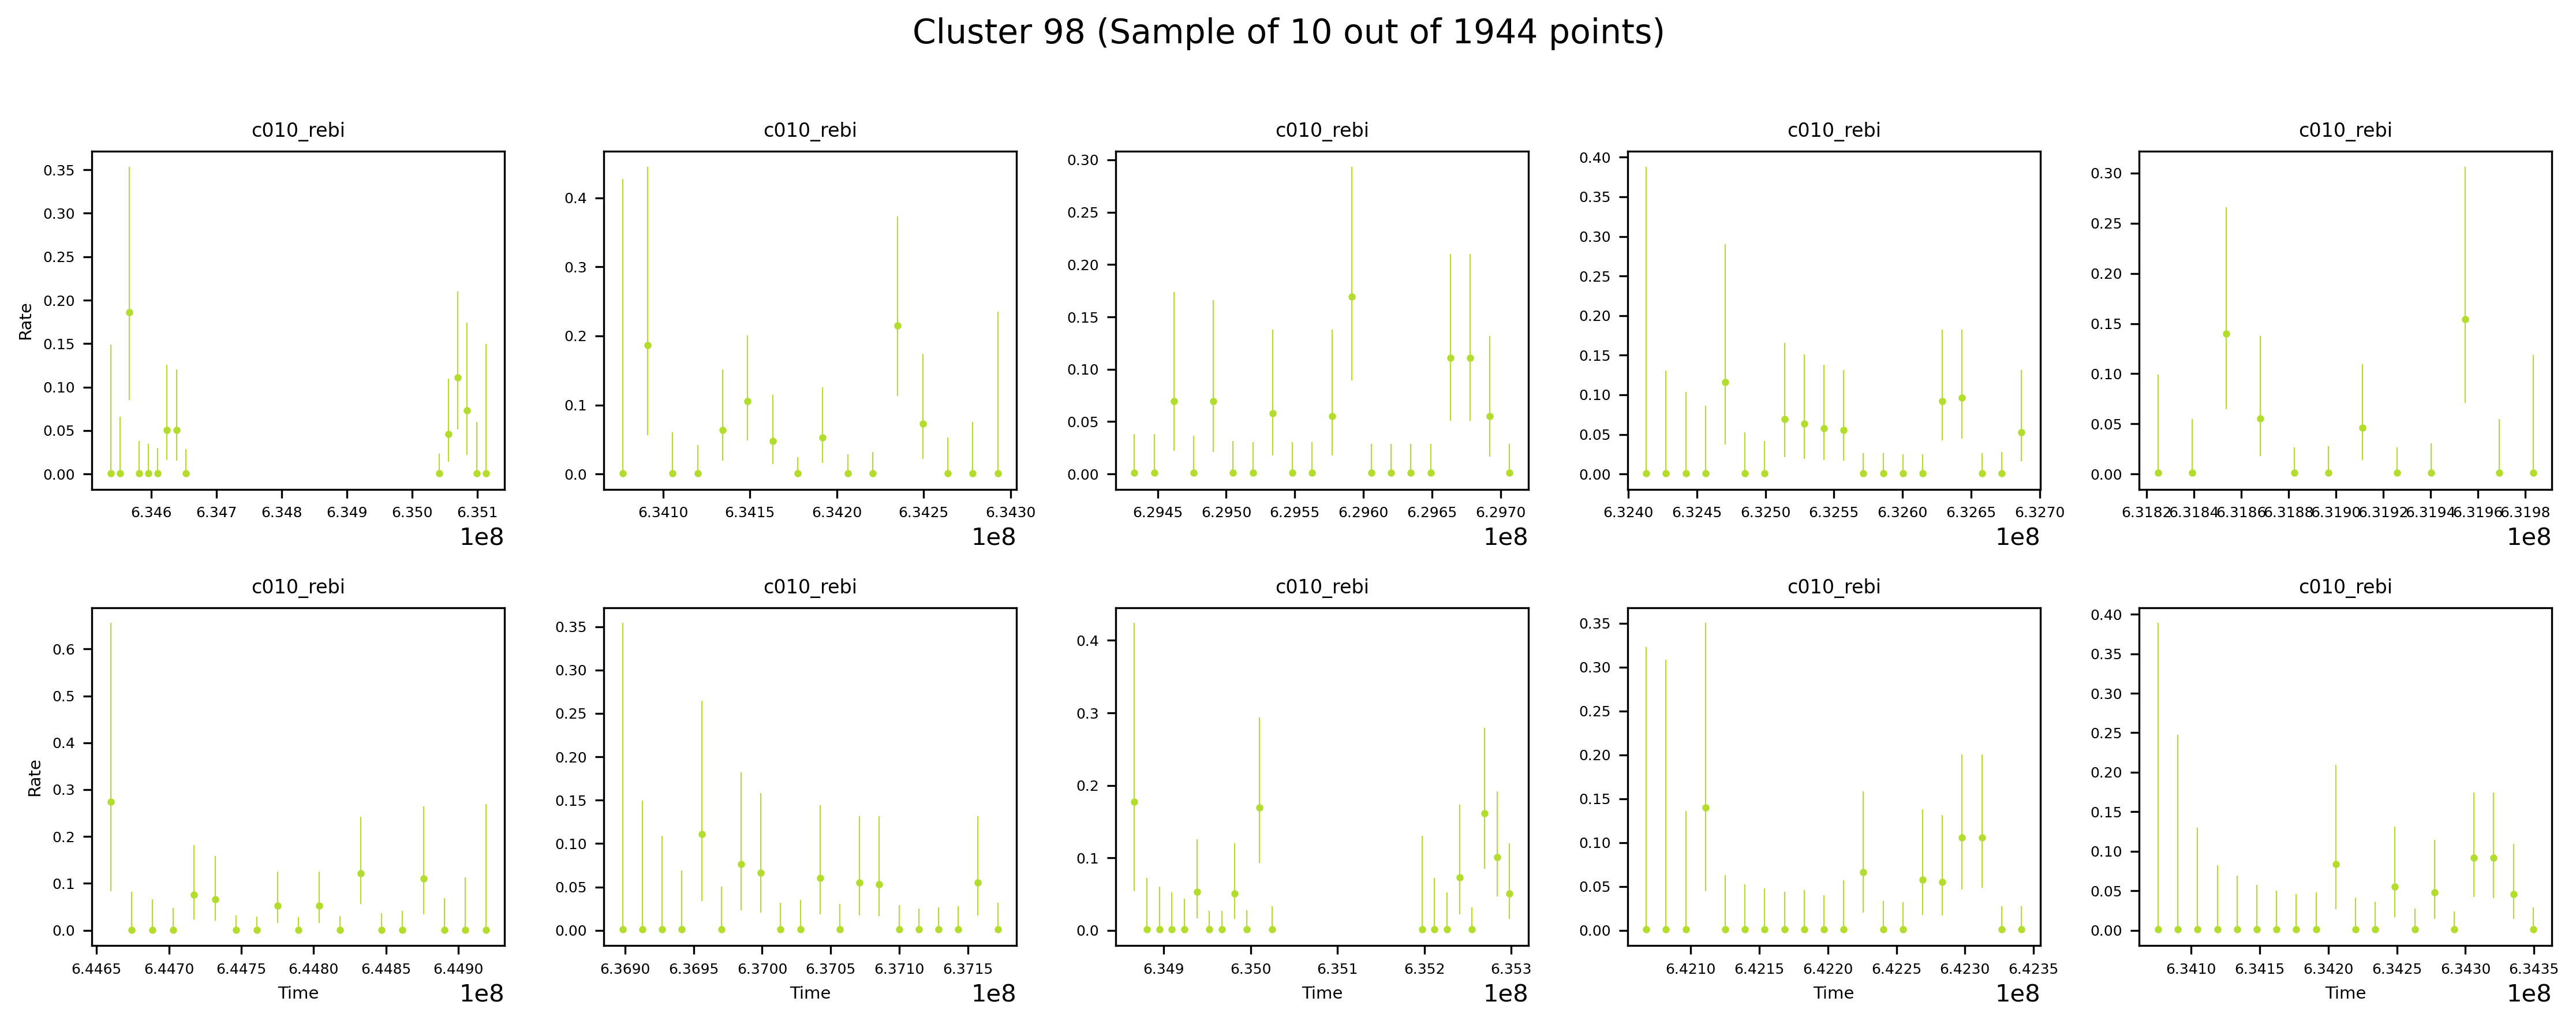 Cluster 98 (Sample of 10 out of 1944 points)
c010_rebi c010_rebi c010_rebi c010_rebi c010_rebi
Rate
0.35 0.30 0.25 0.20 0.15 0.10 0.05 0.00
6.346 6.347 6.348 6.349 6.350 6.351
1e8
0.4 0.3 0.2 0.1 0.0
6.3410 6.3415 6.3420 6.3425 6.3430
1e8
0.30 0.25 0.20 0.15 0.10 0.05 0.00
6.2945 6.2950 6.2955 6.2960 6.2965 6.2970
1e8
0.40 0.35 0.30 0.25 0.20 0.15 0.10 0.05 0.00
6.3240 6.3245 6.3250 6.3255 6.3260 6.3265 6.3270
1e8
0.30 0.25 0.20 0.15 0.10 0.05 0.00
6.3182 6.3184 6.3186 6.3188 6.3190 6.3192 6.3194 6.3196 6.3198
1e8
c010_rebi c010_rebi c010_rebi c010_rebi c010_rebi
Rate
0.6 0.5 0.4 0.3 0.2 0.1 0.0
6.4465 6.4470 6.4475 6.4480 6.4485 6.4490
Time 1e8
0.35 0.30 0.25 0.20 0.15 0.10 0.05 0.00
6.3690 6.3695 6.3700 6.3705 6.3710 6.3715
Time 1e8
0.4 0.3 0.2 0.1 0.0
6.349 6.350 6.351 6.352 6.353
Time 1e8
0.35 0.30 0.25 0.20 0.15 0.10 0.05 0.00
6.4210 6.4215 6.4220 6.4225 6.4230 6.4235
Time 1e8
0.40 0.35 0.30 0.25 0.20 0.15 0.10 0.05 0.00
6.3410 6.3415 6.3420 6.3425 6.3430 6.3435
Time 1e8